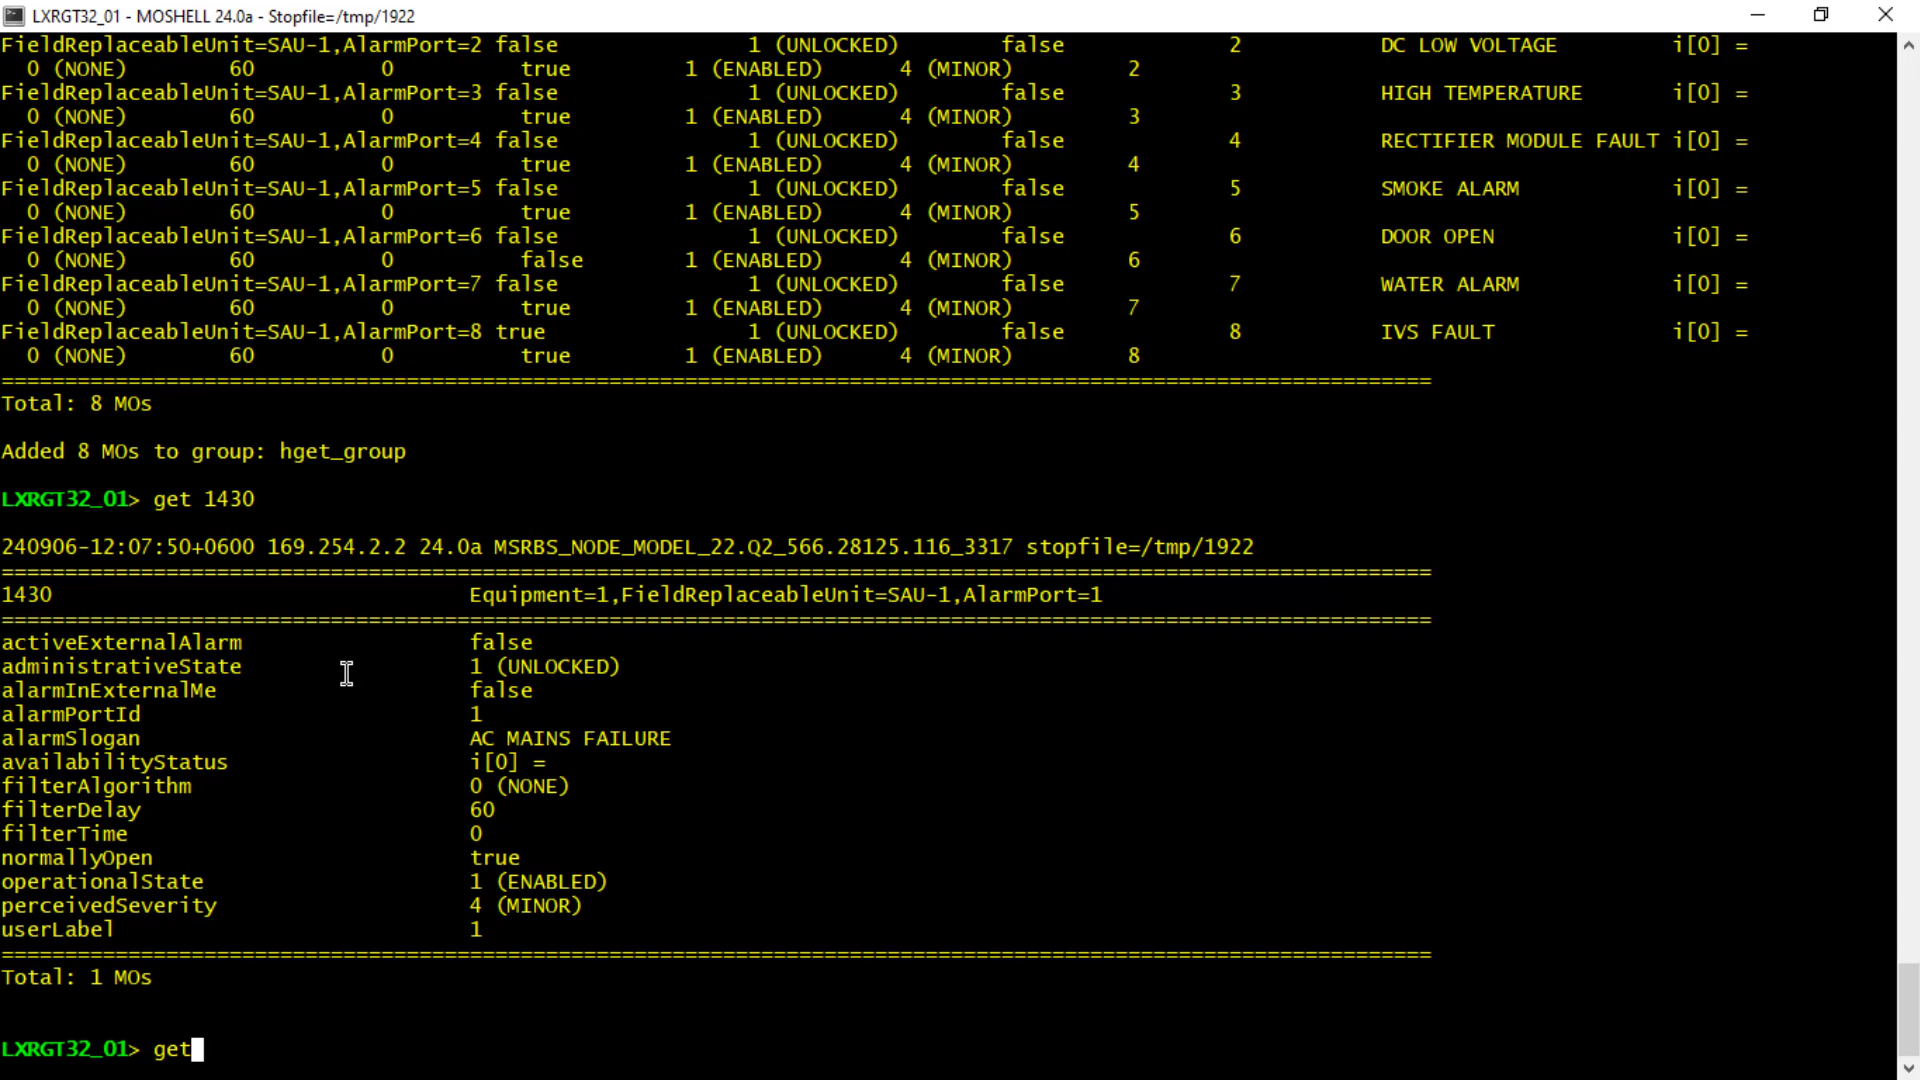 LXRGT32_01 - MOSHELL 24.0a - Stopfile=/tmp/1922
FieldReplaceableUnit=SAU-1,AlarmPort=2 false 1 (UNLOCKED) false 2 DC LOW VOLTAGE i[0] =
0 (NONE) 60 0 true 1 (ENABLED) 4 (MINOR) 2
FieldReplaceableUnit=SAU-1,AlarmPort=3 false 1 (UNLOCKED) false 3 HIGH TEMPERATURE i[0] =
0 (NONE) 60 0 true 1 (ENABLED) 4 (MINOR) 3
FieldReplaceableUnit=SAU-1,AlarmPort=4 false 1 (UNLOCKED) false 4 RECTIFIER MODULE FAULT i[0] =
0 (NONE) 60 0 true 1 (ENABLED) 4 (MINOR) 4
FieldReplaceableUnit=SAU-1,AlarmPort=5 false 1 (UNLOCKED) false 5 SMOKE ALARM i[0] =
0 (NONE) 60 0 true 1 (ENABLED) 4 (MINOR) 5
FieldReplaceableUnit=SAU-1,AlarmPort=6 false 1 (UNLOCKED) false 6 DOOR OPEN i[0] =
0 (NONE) 60 0 false 1 (ENABLED) 4 (MINOR) 6
FieldReplaceableUnit=SAU-1,AlarmPort=7 false 1 (UNLOCKED) false 7 WATER ALARM i[0] =
0 (NONE) 60 0 true 1 (ENABLED) 4 (MINOR) 7
FieldReplaceableUnit=SAU-1,AlarmPort=8 true 1 (UNLOCKED) false 8 IVS FAULT i[0] =
0 (NONE) 60 0 true 1 (ENABLED) 4 (MINOR) 8
=================================================================================================================
Total: 8 MOs
Added 8 MOs to group: hget_group
LXRGT32_01> get 1430
240906-12:07:50+0600 169.254.2.2 24.0a MSRBS_NODE_MODEL_22.Q2_566.28125.116_3317 stopfile=/tmp/1922
=================================================================================================================
1430 Equipment=1,FieldReplaceableUnit=SAU-1,AlarmPort=1
=================================================================================================================
activeExternalAlarm false
administrativeState 1 (UNLOCKED)
alarmInExternalMe false
alarmPortId 1
alarmSlogan AC MAINS FAILURE
availabilityStatus i[0] =
filterAlgorithm 0 (NONE)
filterDelay 60
filterTime 0
normallyOpen true
operationalState 1 (ENABLED)
perceivedSeverity 4 (MINOR)
userLabel 1
=================================================================================================================
Total: 1 MOs
LXRGT32_01> get